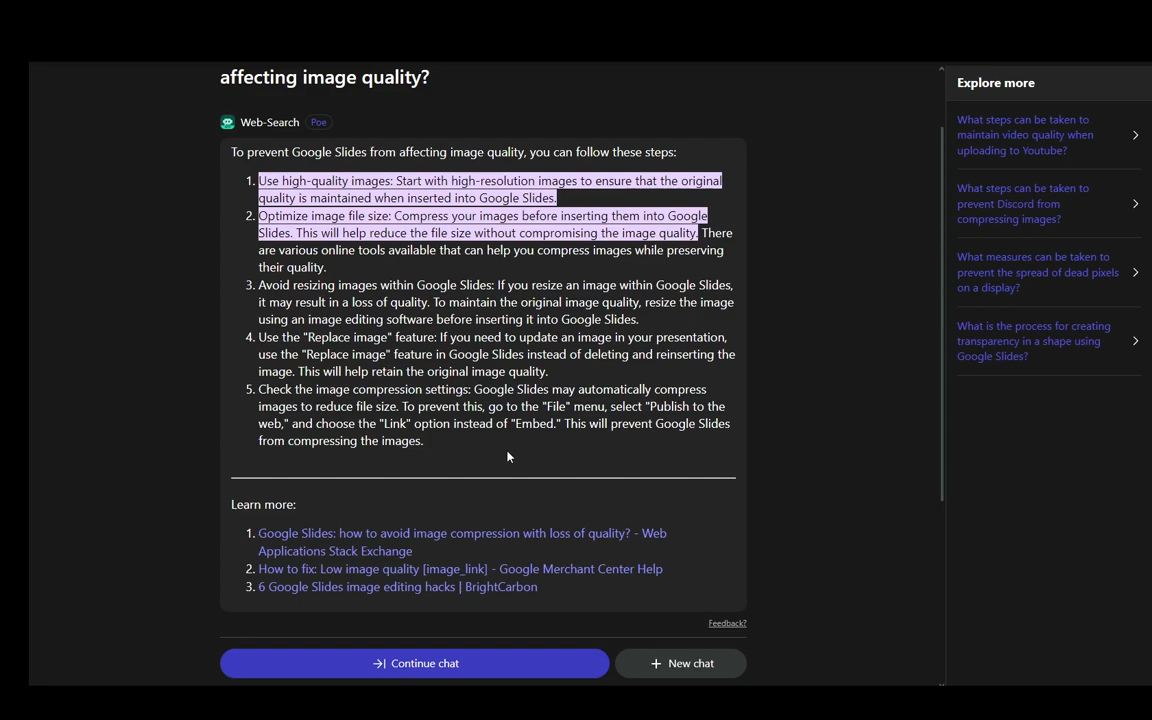 affecting image quality?
Web-Search Poe
To prevent Google Slides from affecting image quality, you can follow these steps:
1. Use high-quality images: Start with high-resolution images to ensure that the original
quality is maintained when inserted into Google Slides.
2. Optimize image file size: Compress your images before inserting them into Google
Slides. This will help reduce the file size without compromising the image quality. There
are various online tools available that can help you compress images while preserving
their quality.
3. Avoid resizing images within Google Slides: If you resize an image within Google Slides,
it may result in a loss of quality. To maintain the original image quality, resize the image
using an image editing software before inserting it into Google Slides.
4. Use the "Replace image" feature: If you need to update an image in your presentation,
use the "Replace image" feature in Google Slides instead of deleting and reinserting the
image. This will help retain the original image quality.
5. Check the image compression settings: Google Slides may automatically compress
images to reduce file size. To prevent this, go to the "File" menu, select "Publish to the
web," and choose the "Link" option instead of "Embed." This will prevent Google Slides
from compressing the images.
Learn more:
1. Google Slides: how to avoid image compression with loss of quality? - Web
Applications Stack Exchange
2. How to fix: Low image quality [image_link] - Google Merchant Center Help
3. 6 Google Slides image editing hacks | BrightCarbon
Feedback?
Continue chat
New chat
Explore more
What steps can be taken to
maintain video quality when
uploading to Youtube?
What steps can be taken to
prevent Discord from
compressing images?
What measures can be taken to
prevent the spread of dead pixels
on a display?
What is the process for creating
transparency in a shape using
Google Slides?